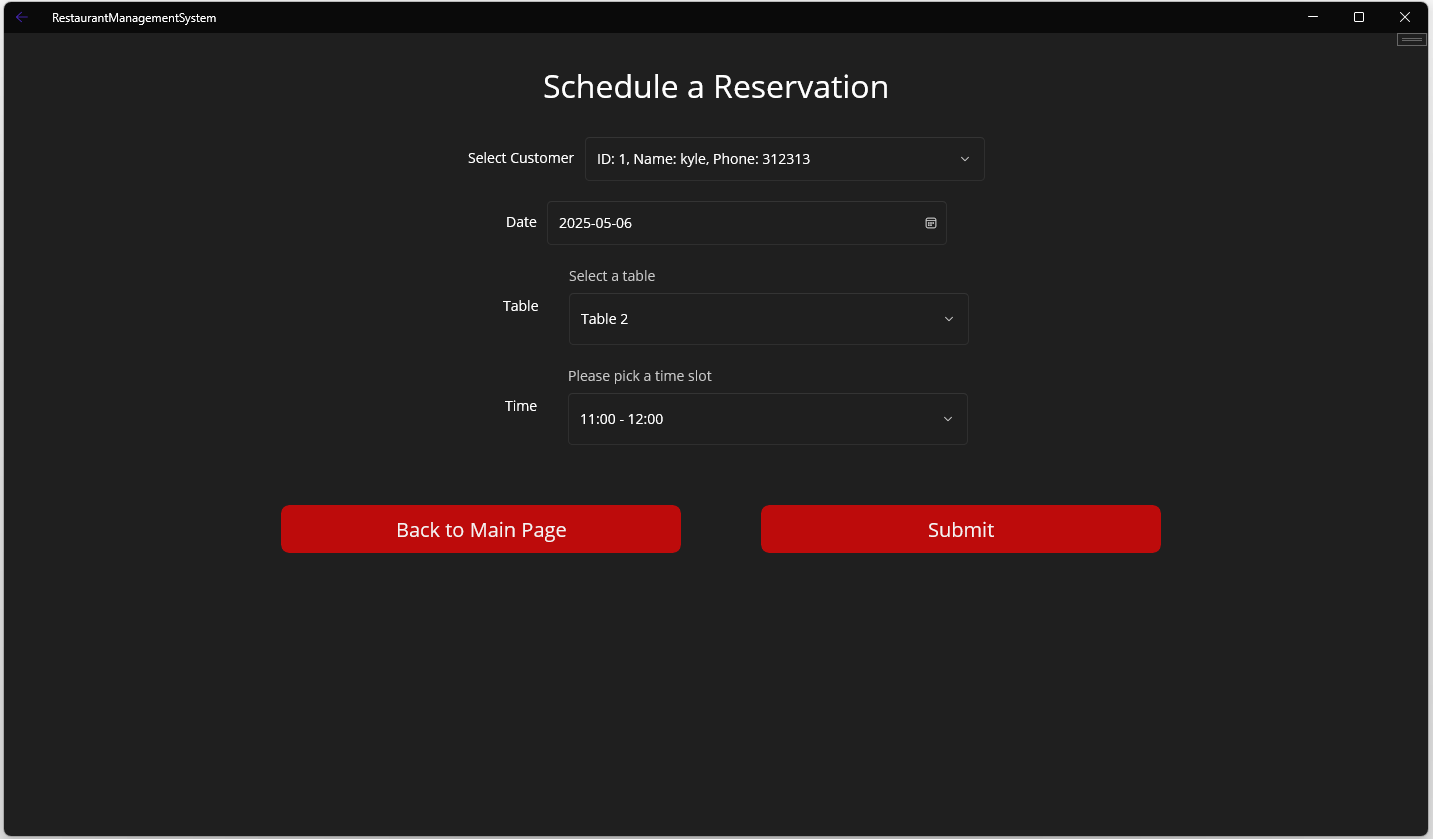 RestaurantManagementSystem
Schedule a Reservation
Select Customer ID: 1, Name: kyle, Phone: 312313
Date 2025-05-06
Select a table
Table Table 2
Please pick a time slot
Time 11:00 - 12:00
Back to Main Page Submit